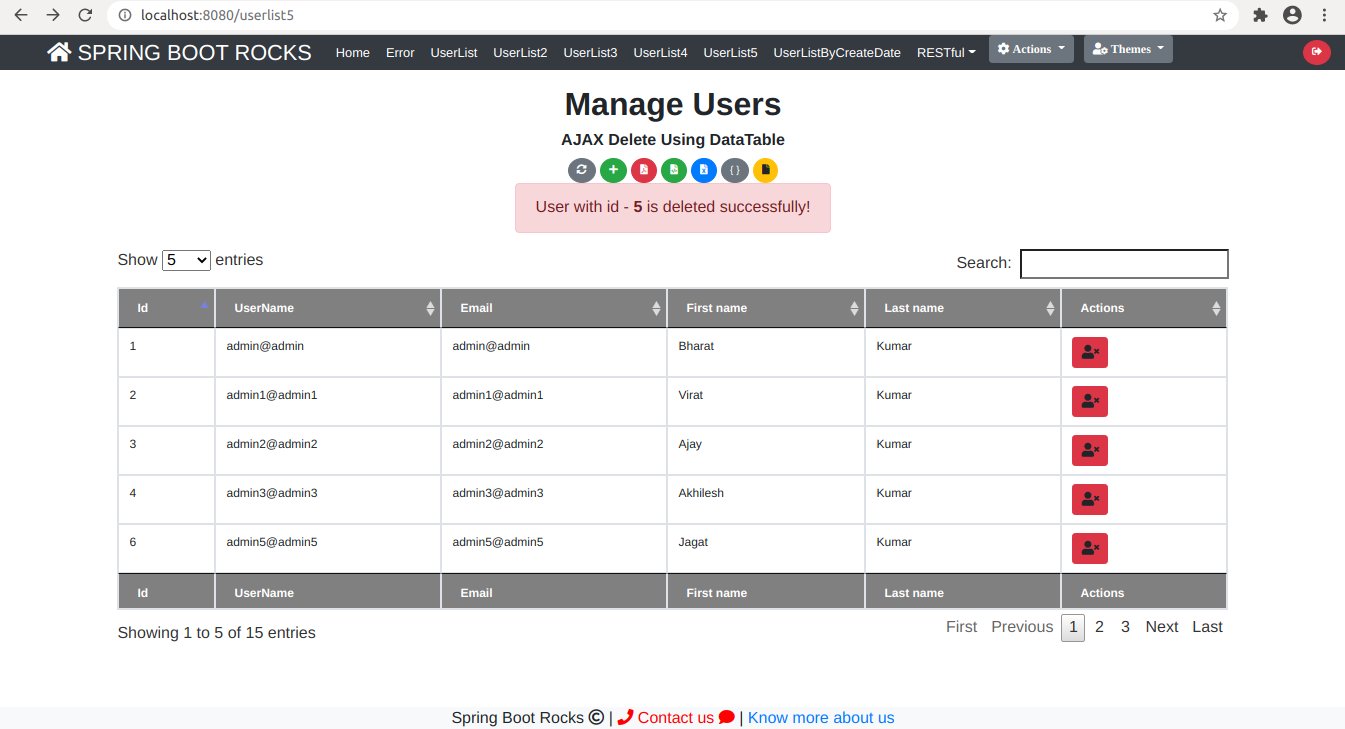 localhost:8080/userlist5
SPRING BOOT ROCKS Home Error UserList UserList2 UserList3 UserList4 UserList5 UserListByCreateDate RESTful Actions Themes
Manage Users
AJAX Delete Using DataTable
{ }
User with id - 5 is deleted successfully!
Show 5 entries Search:
Id UserName Email First name Last name Actions
1 admin@admin admin@admin Bharat Kumar
2 admin1@admin1 admin1@admin1 Virat Kumar
3 admin2@admin2 admin2@admin2 Ajay Kumar
4 admin3@admin3 admin3@admin3 Akhilesh Kumar
6 admin5@admin5 admin5@admin5 Jagat Kumar
Id UserName Email First name Last name Actions
Showing 1 to 5 of 15 entries First Previous 1 2 3 Next Last
Spring Boot Rocks © | Contact us | Know more about us